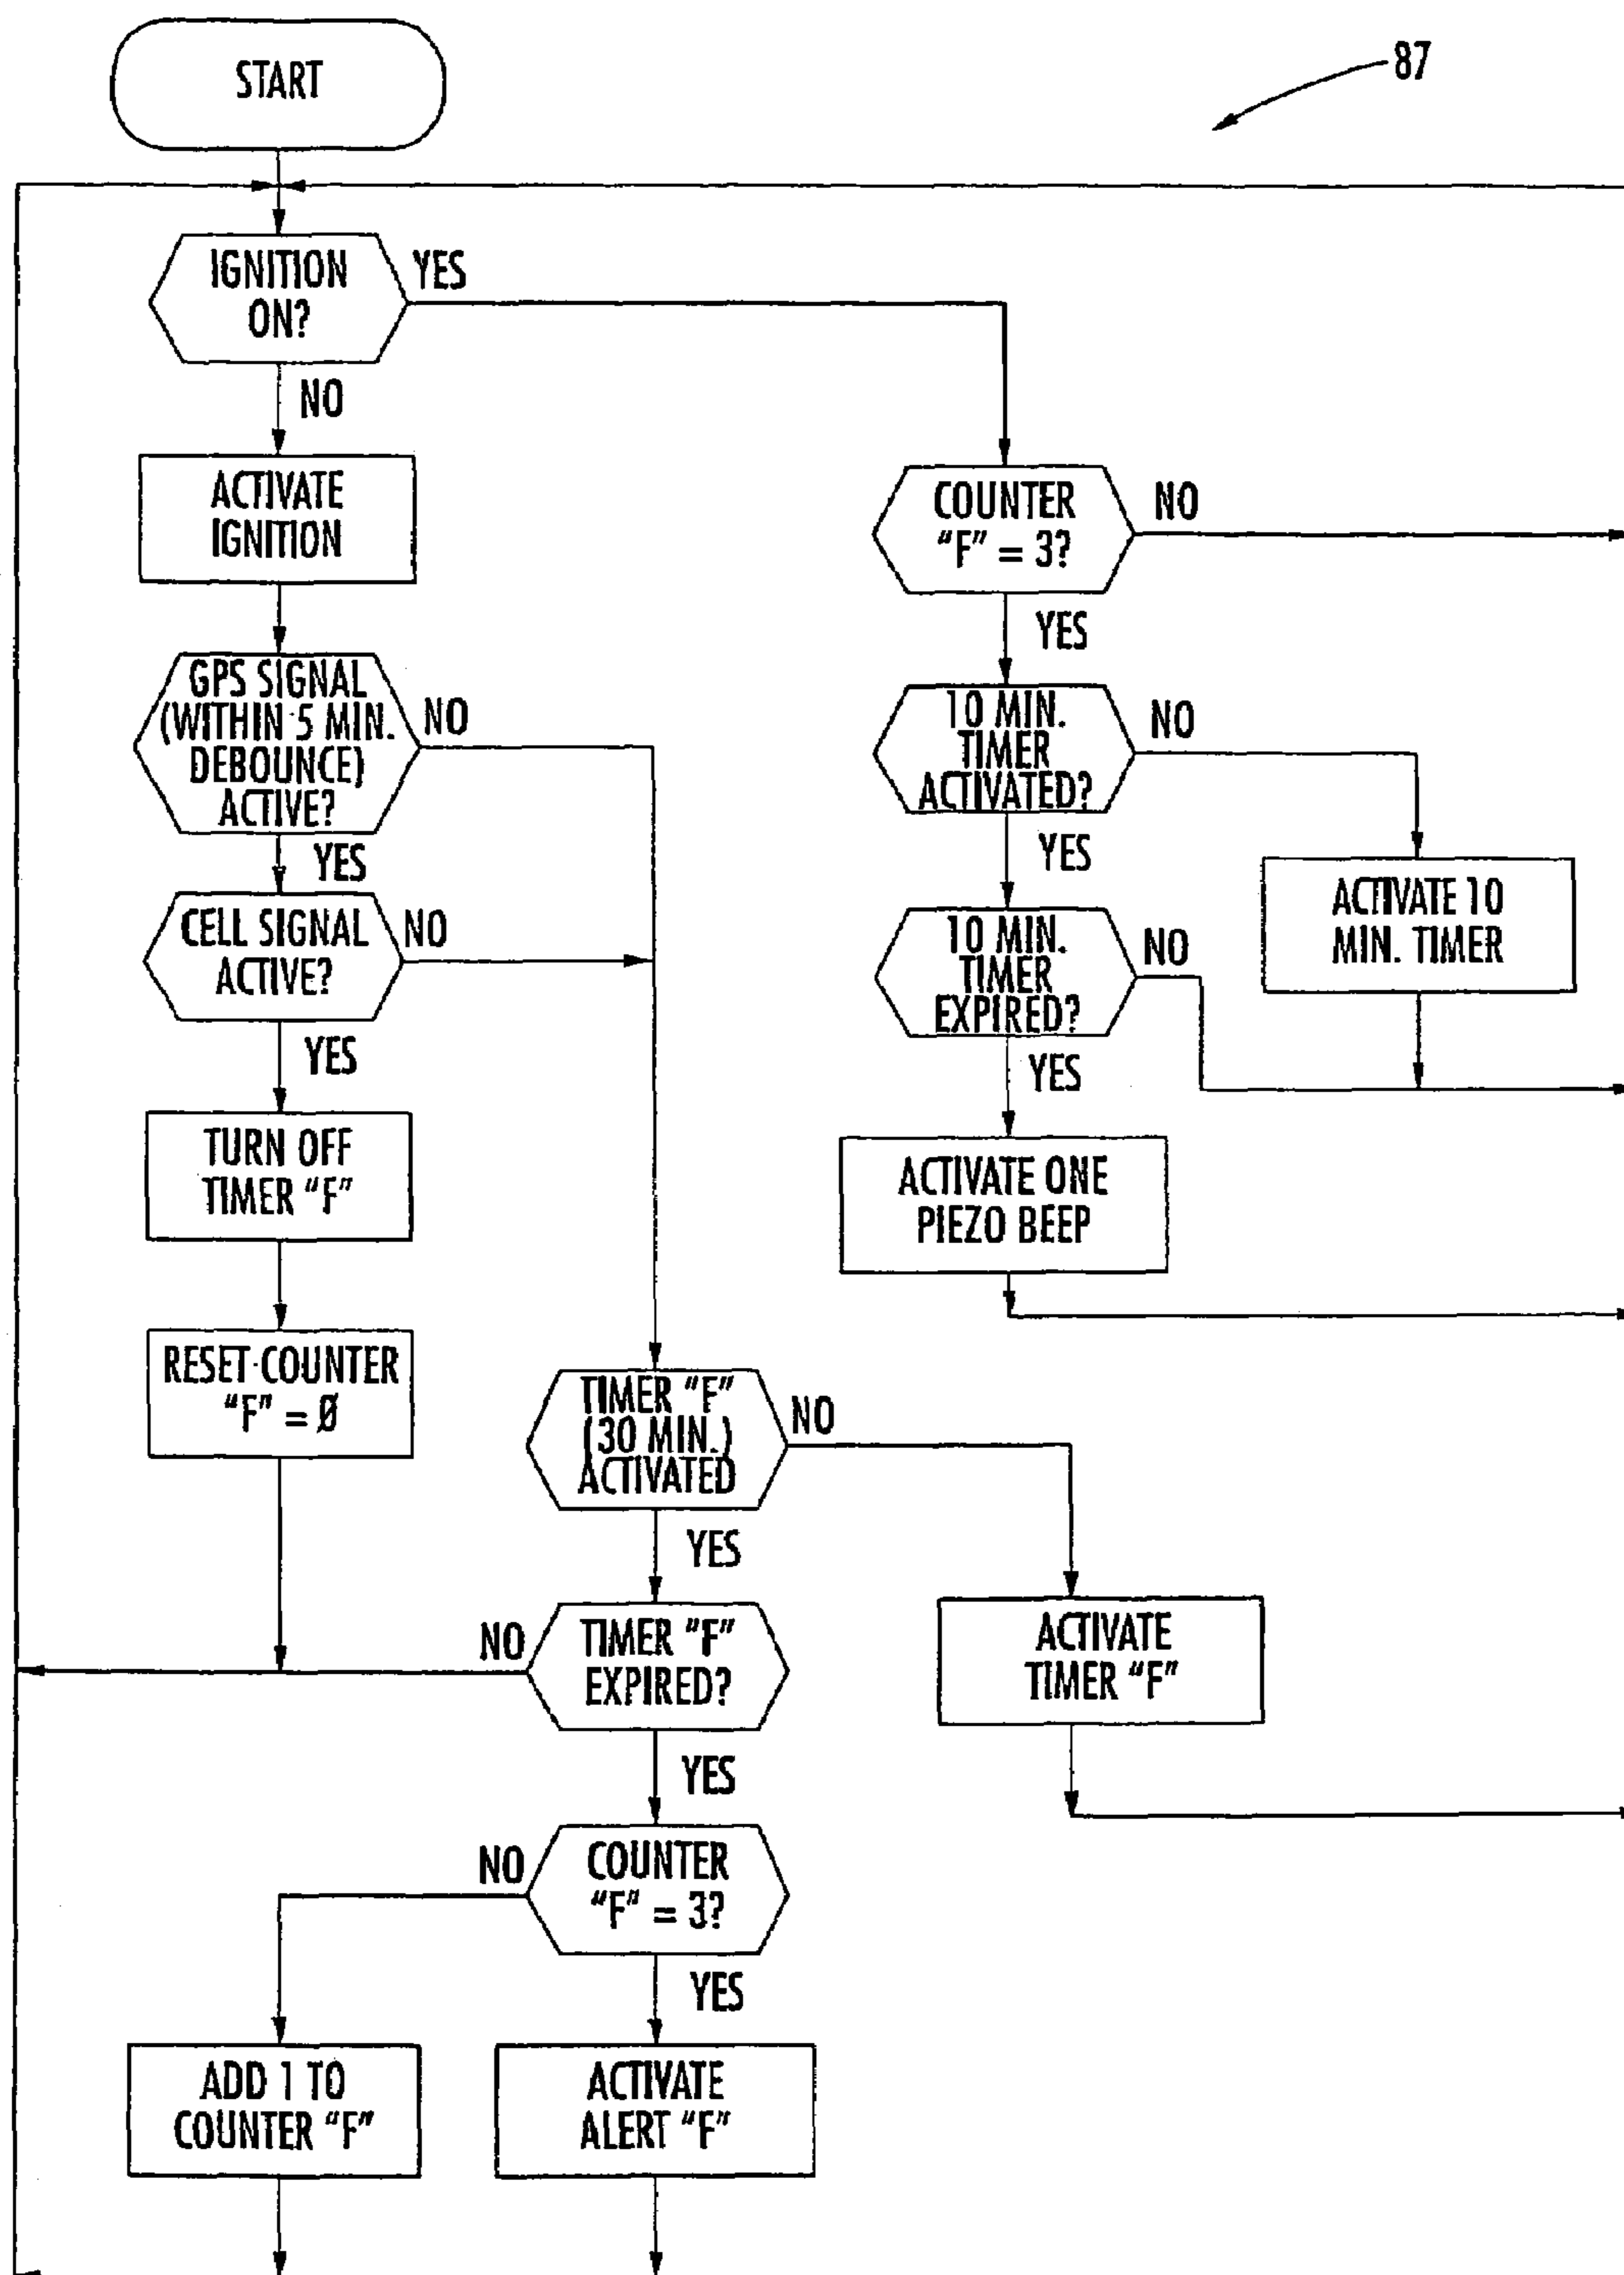 START
87
IGNITION
ON?
YES
NO
ACTIVATE
IGNITION
COUNTER
"F" = 3?
NO
YES
GPS SIGNAL
(WITHIN 5 MIN.
DEBOUNCE)
ACTIVE?
NO
YES
10 MIN.
TIMER
ACTIVATED?
NO
YES
ACTIVATE 10
MIN. TIMER
CELL SIGNAL
ACTIVE?
NO
YES
10 MIN.
TIMER
EXPIRED?
NO
YES
TURN OFF
TIMER "F"
ACTIVATE ONE
PIEZO BEEP
RESET COUNTER
"F" = Ø
TIMER "F"
(30 MIN.)
ACTIVATED
NO
YES
NO
TIMER "F"
EXPIRED?
YES
ACTIVATE
TIMER "F"
NO
COUNTER
"F" = 3?
YES
ADD 1 TO
COUNTER "F"
ACTIVATE
ALERT "F"